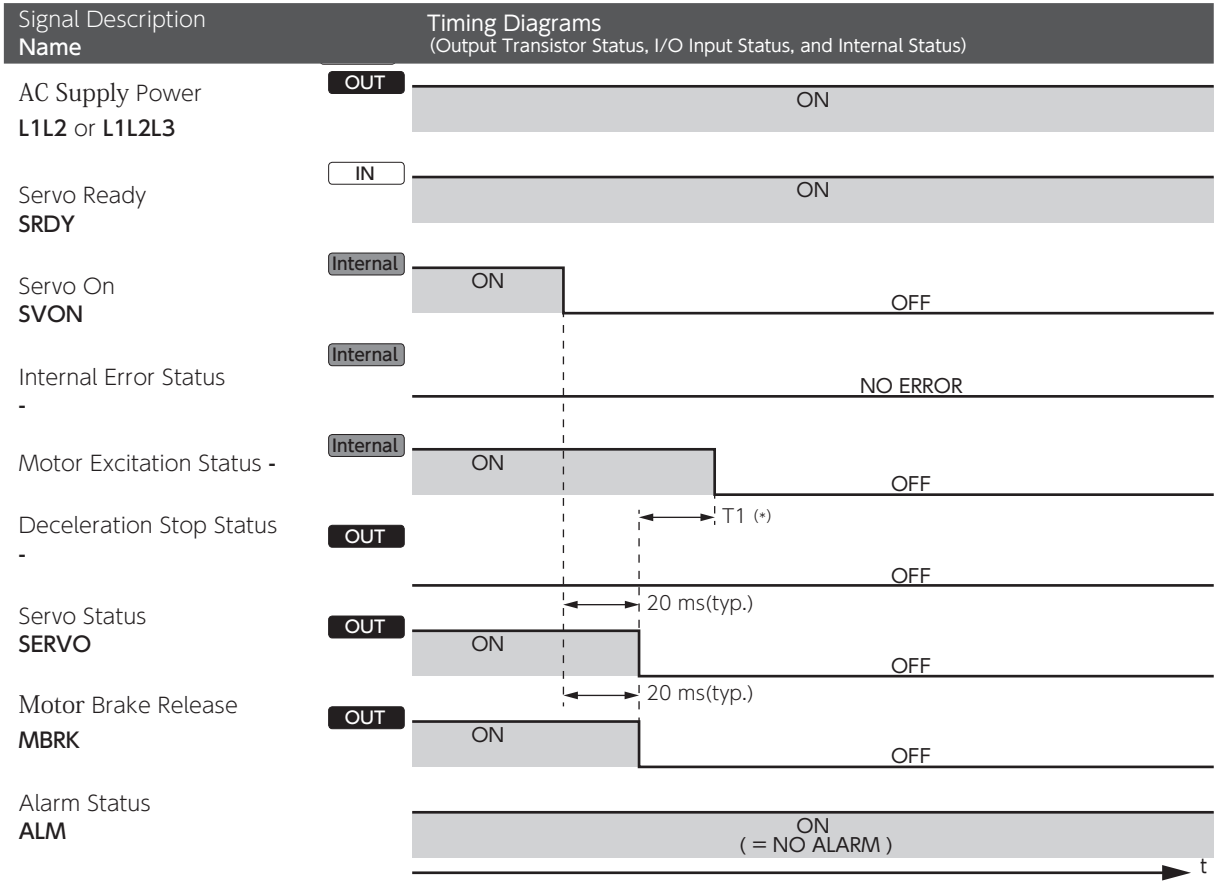 Signal Description
Name
Timing Diagrams
(Output Transistor Status, I/O Input Status, and Internal Status)
AC Supply Power
L1L2 or L1L2L3
OUT
ON
Servo Ready
SRDY
IN
ON
Servo On
SVON
Internal
ON
OFF
Internal Error Status
-
Internal
NO ERROR
Motor Excitation Status -
Internal
ON
OFF
T1 (*)
Deceleration Stop Status
-
OUT
OFF
20 ms(typ.)
Servo Status
SERVO
OUT
ON
OFF
20 ms(typ.)
Motor Brake Release
MBRK
OUT
ON
OFF
Alarm Status
ALM
ON
( = NO ALARM )
t